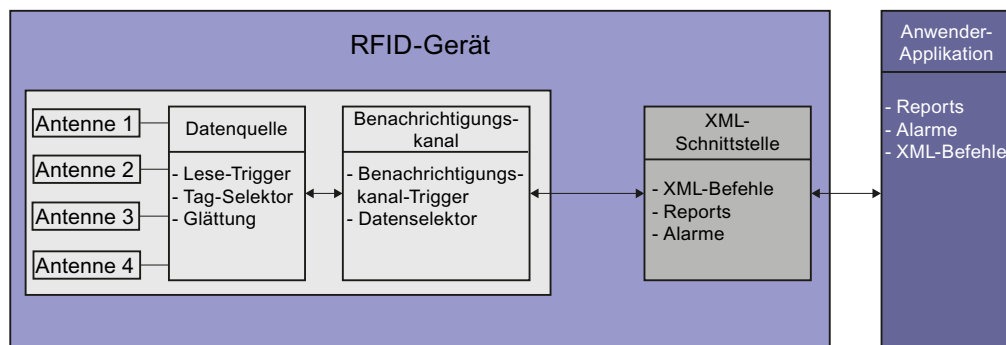 RFID-Gerät
Antenne 1
Antenne 2
Antenne 3
Antenne 4
Datenquelle
- Lese-Trigger
- Tag-Selektor
- Glättung
Benachrichtigungs-
kanal
- Benachrichtigungs-
kanal-Trigger
- Datenselektor
XML-
Schnittstelle
- XML-Befehle
- Reports
- Alarme
Anwender-
Applikation
- Reports
- Alarme
- XML-Befehle